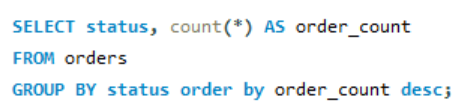 SELECT status, count(*) AS order_count
FROM orders
GROUP BY status order by order_count desc;